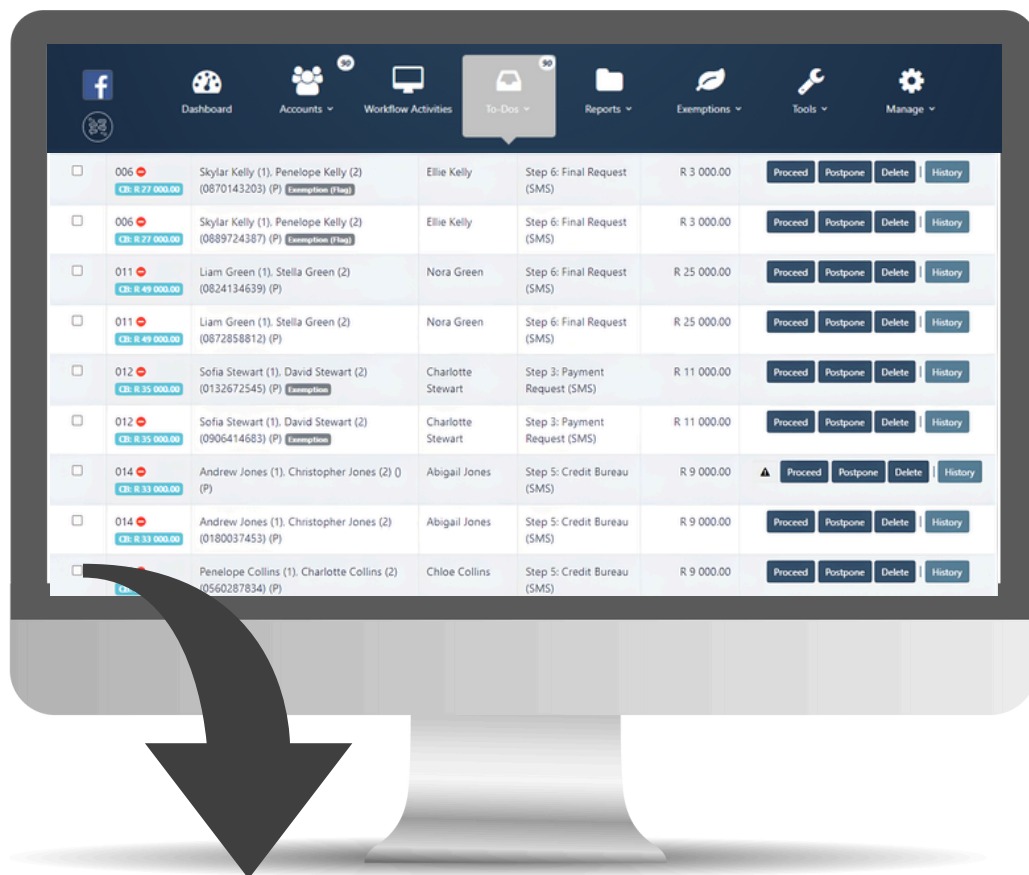 90 90
f Dashboard Accounts Workflow Activities To-Dos Reports Exemptions Tools Manage
006 Skylar Kelly (1), Penelope Kelly (2) Ellie Kelly Step 6: Final Request R 3 000.00 Proceed Postpone Delete | History
CB: R 27 000.00 (0870143203) (P) Exemption (Flag) (SMS)
006 Skylar Kelly (1), Penelope Kelly (2) Ellie Kelly Step 6: Final Request R 3 000.00 Proceed Postpone Delete | History
CB: R 27 000.00 (0889724387) (P) Exemption (Flag) (SMS)
011 Liam Green (1), Stella Green (2) Nora Green Step 6: Final Request R 25 000.00 Proceed Postpone Delete | History
CB: R 49 000.00 (0824134639) (P) (SMS)
011 Liam Green (1), Stella Green (2) Nora Green Step 6: Final Request R 25 000.00 Proceed Postpone Delete | History
CB: R 49 000.00 (0872858812) (P) (SMS)
012 Sofia Stewart (1), David Stewart (2) Charlotte Step 3: Payment R 11 000.00 Proceed Postpone Delete | History
CB: R 35 000.00 (0132672545) (P) Exemption Stewart Request (SMS)
012 Sofia Stewart (1), David Stewart (2) Charlotte Step 3: Payment R 11 000.00 Proceed Postpone Delete | History
CB: R 35 000.00 (0906414683) (P) Exemption Stewart Request (SMS)
014 Andrew Jones (1), Christopher Jones (2) () Abigail Jones Step 5: Credit Bureau R 9 000.00 Proceed Postpone Delete | History
CB: R 33 000.00 (P) (SMS)
014 Andrew Jones (1), Christopher Jones (2) Abigail Jones Step 5: Credit Bureau R 9 000.00 Proceed Postpone Delete | History
CB: R 33 000.00 (0180037453) (P) (SMS)
Penelope Collins (1), Charlotte Collins (2) Chloe Collins Step 5: Credit Bureau R 9 000.00 Proceed Postpone Delete | History
(0560287834) (P) (SMS)